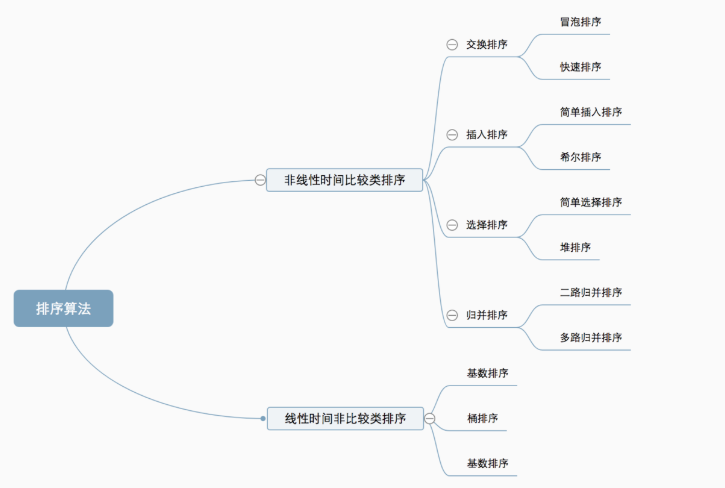 排序算法
非线性时间比较类排序
交换排序
冒泡排序
快速排序
插入排序
简单插入排序
希尔排序
选择排序
简单选择排序
堆排序
归并排序
二路归并排序
多路归并排序
线性时间非比较类排序
基数排序
桶排序
基数排序